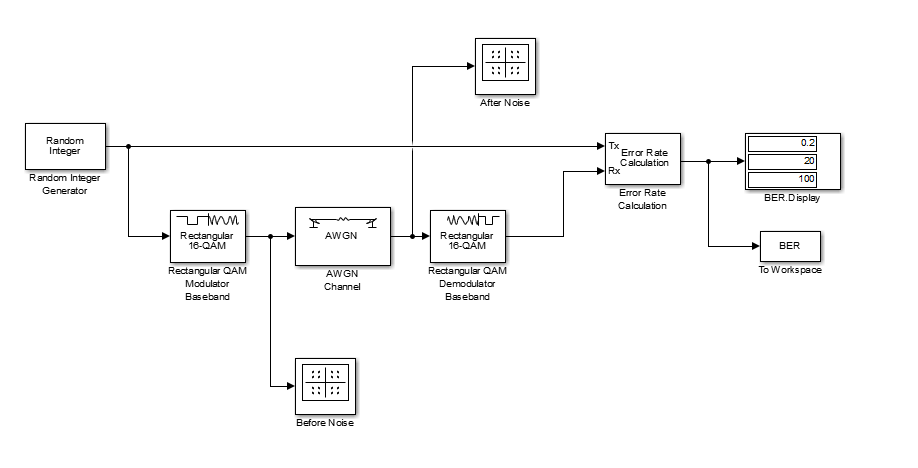 After Noise
Random
Integer
Random Integer
Generator
Tx
Rx
Error Rate
Calculation
Error Rate
Calculation
0.2
20
100
BER.Display
Rectangular
16-QAM
Rectangular QAM
Modulator
Baseband
AWGN
AWGN
Channel
Rectangular
16-QAM
Rectangular QAM
Demodulator
Baseband
BER
To Workspace
Before Noise